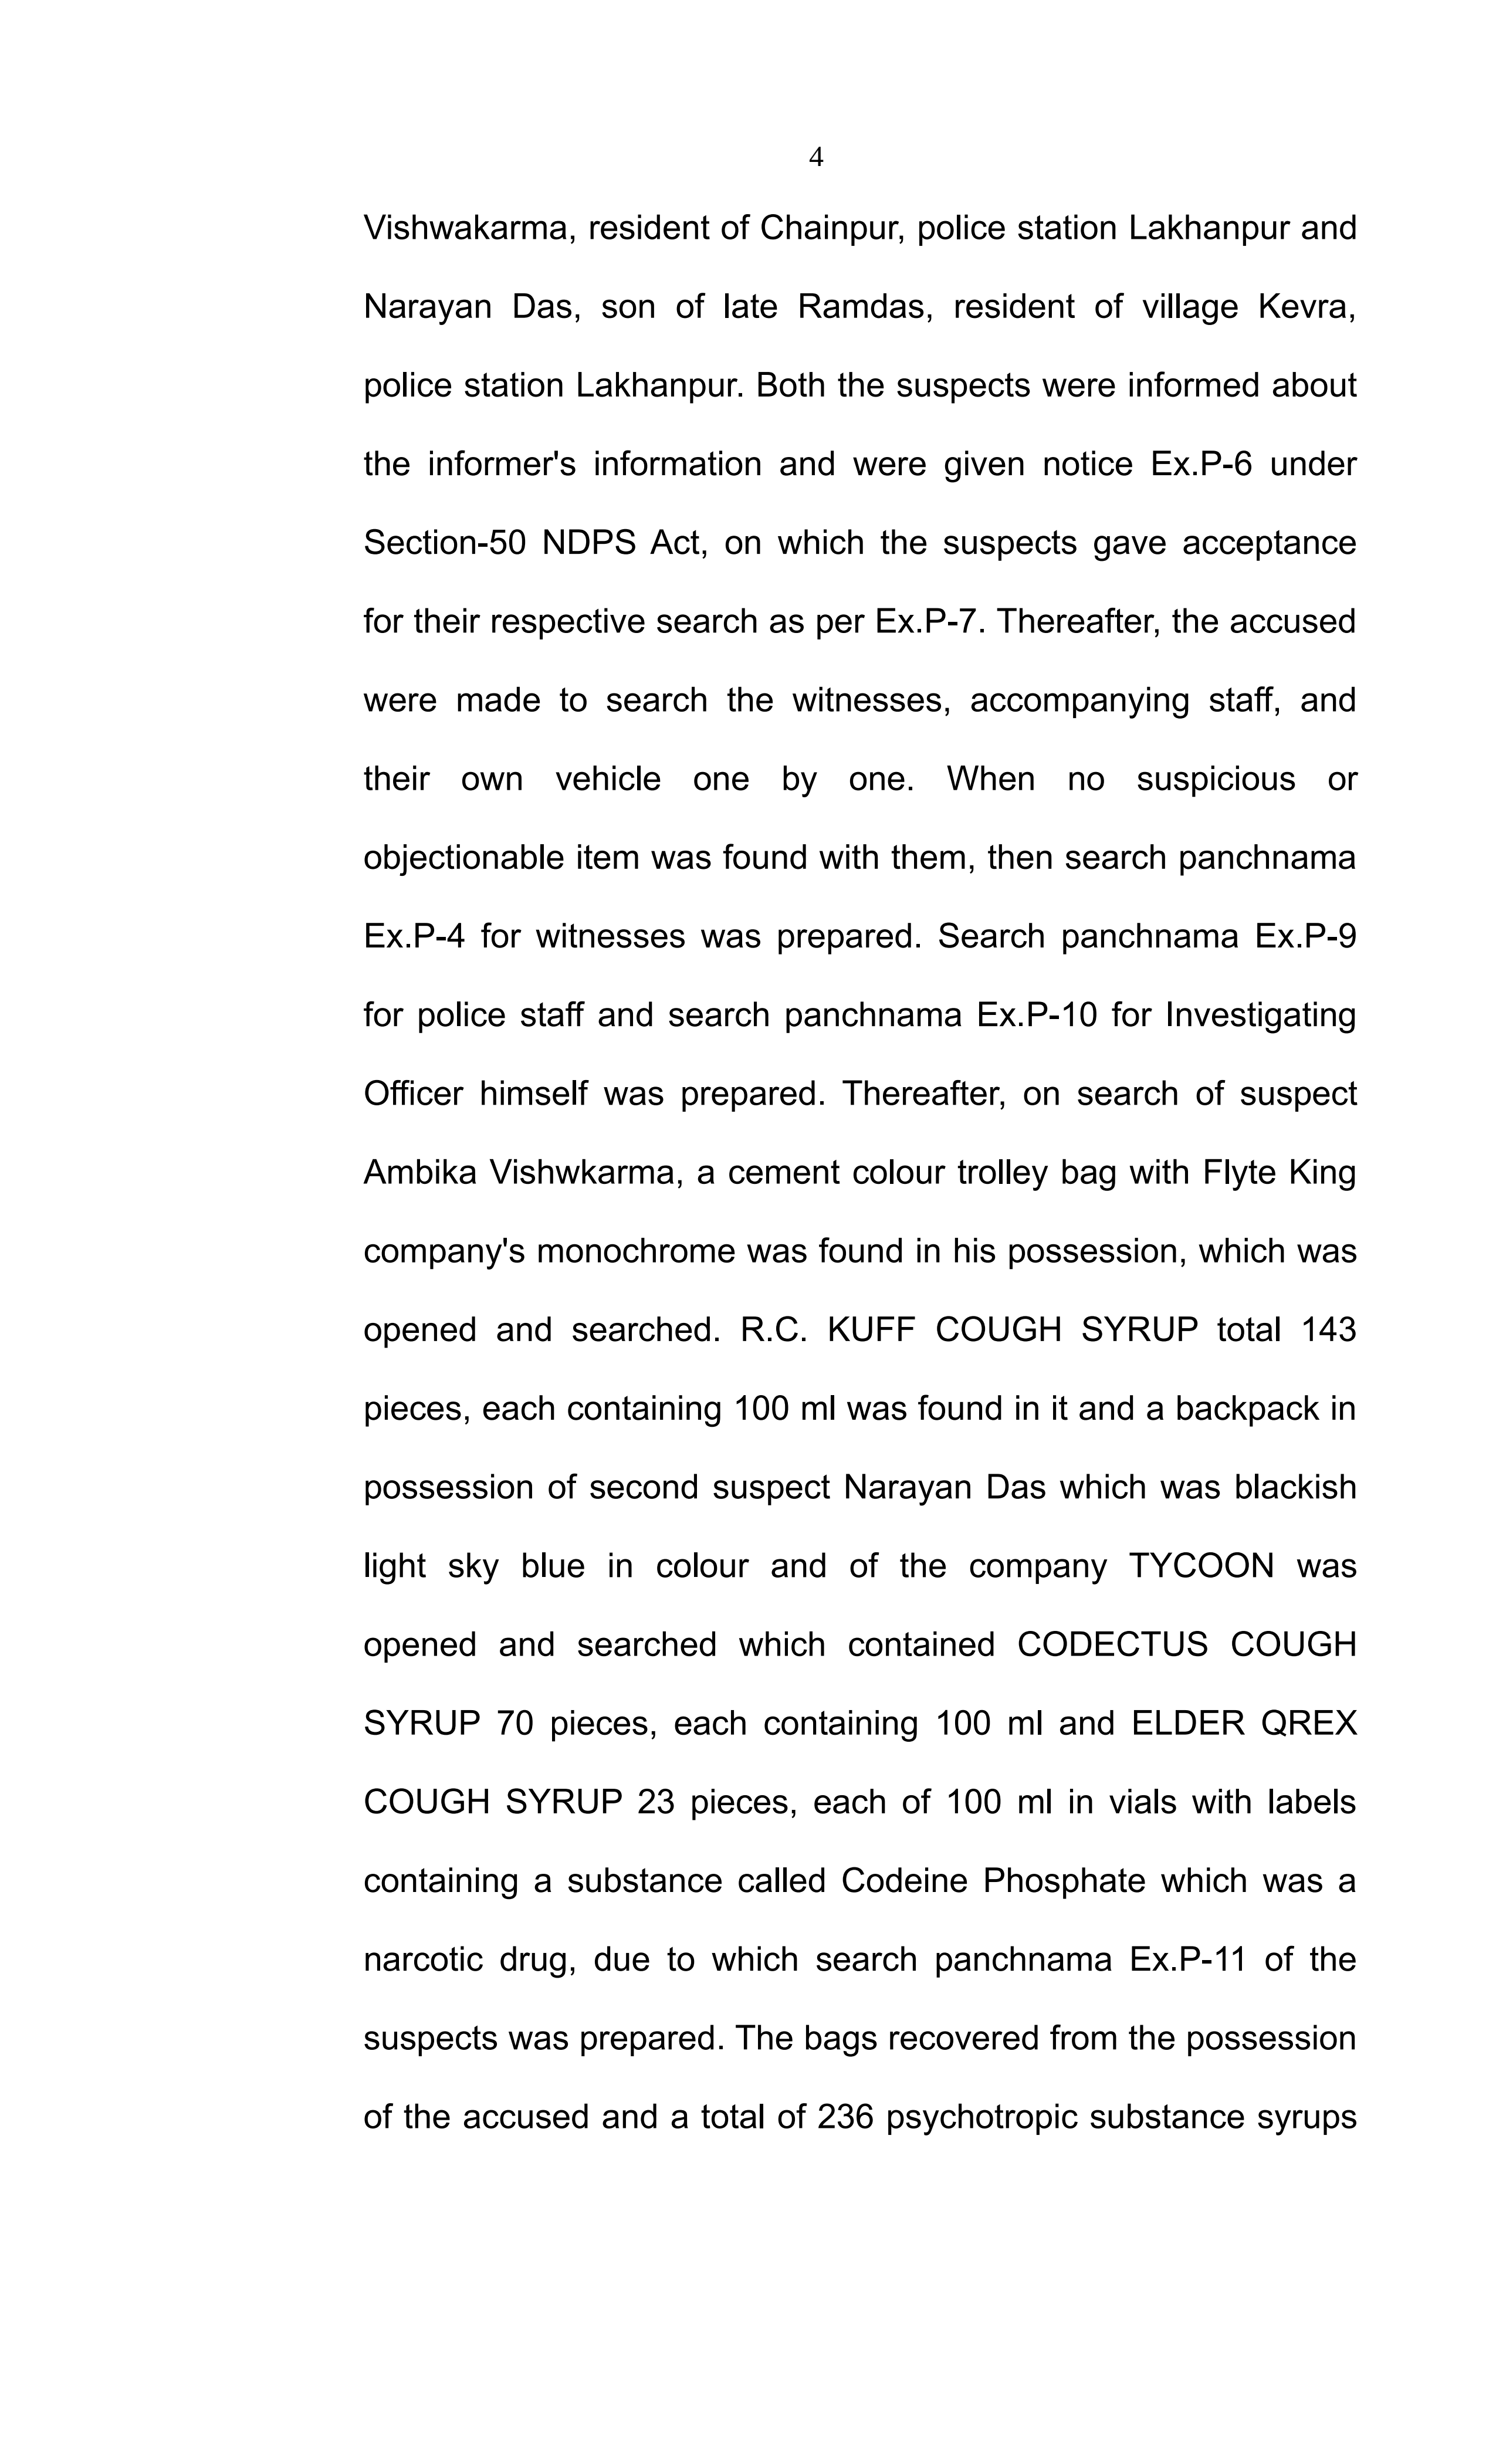 4
Vishwakarma, resident of Chainpur, police station Lakhanpur and
Narayan Das, son of late Ramdas, resident of village Kevra,
police station Lakhanpur. Both the suspects were informed about
the informer's information and were given notice Ex.P-6 under
Section-50 NDPS Act, on which the suspects gave acceptance
for their respective search as per Ex.P-7. Thereafter, the accused
were made to search the witnesses, accompanying staff, and
their own vehicle one by one. When no suspicious or
objectionable item was found with them, then search panchnama
Ex.P-4 for witnesses was prepared. Search panchnama Ex.P-9
for police staff and search panchnama Ex.P-10 for Investigating
Officer himself was prepared. Thereafter, on search of suspect
Ambika Vishwkarma, a cement colour trolley bag with Flyte King
company's monochrome was found in his possession, which was
opened and searched. R.C. KUFF COUGH SYRUP total 143
pieces, each containing 100 ml was found in it and a backpack in
possession of second suspect Narayan Das which was blackish
light sky blue in colour and of the company TYCOON was
opened and searched which contained CODECTUS COUGH
SYRUP 70 pieces, each containing 100 ml and ELDER QREX
COUGH SYRUP 23 pieces, each of 100 ml in vials with labels
containing a substance called Codeine Phosphate which was a
narcotic drug, due to which search panchnama Ex.P-11 of the
suspects was prepared. The bags recovered from the possession
of the accused and a total of 236 psychotropic substance syrups